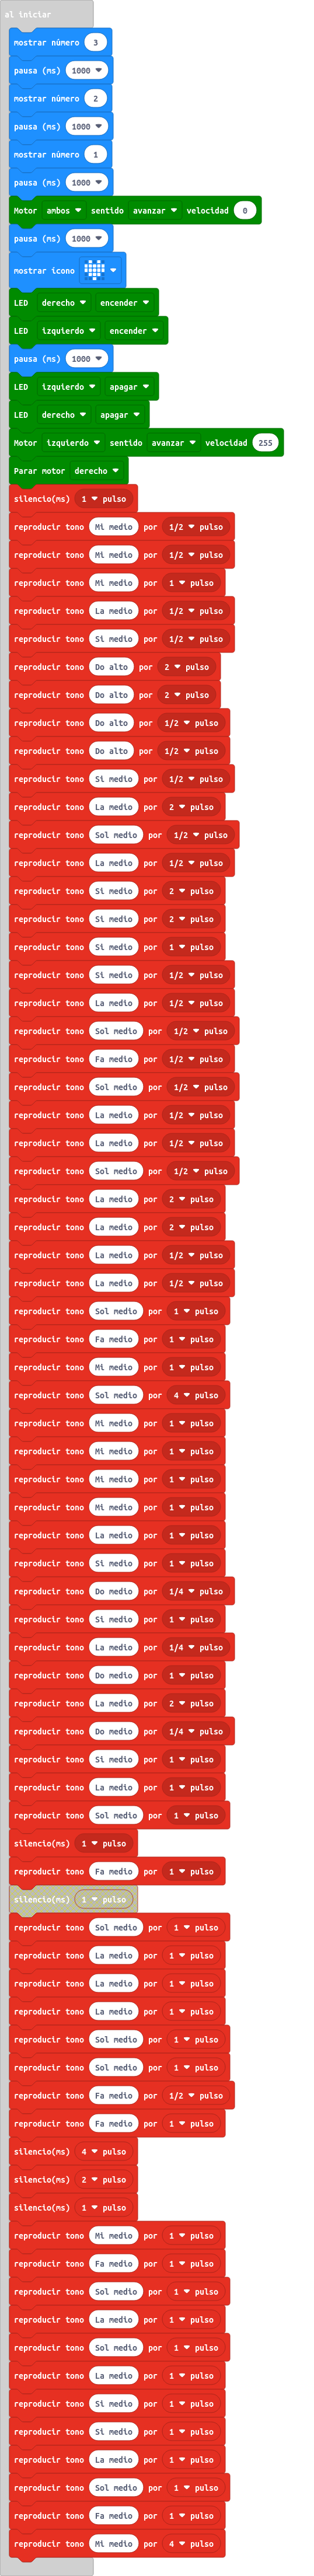 al iniciar
mostrar número 3
pausa (ms) 1000
mostrar número 2
pausa (ms) 1000
mostrar número 1
pausa (ms) 1000
Motor ambos sentido avanzar velocidad 0
pausa (ms) 1000
mostrar icono
LED derecho encender
LED izquierdo encender
pausa (ms) 1000
LED izquierdo apagar
LED derecho apagar
Motor izquierdo sentido avanzar velocidad 255
Parar motor derecho
silencio(ms) 1 pulso
reproducir tono Mi medio por 1/2 pulso
reproducir tono Mi medio por 1/2 pulso
reproducir tono Mi medio por 1 pulso
reproducir tono La medio por 1/2 pulso
reproducir tono Si medio por 1/2 pulso
reproducir tono Do alto por 2 pulso
reproducir tono Do alto por 2 pulso
reproducir tono Do alto por 1/2 pulso
reproducir tono Do alto por 1/2 pulso
reproducir tono Si medio por 1/2 pulso
reproducir tono La medio por 2 pulso
reproducir tono Sol medio por 1/2 pulso
reproducir tono La medio por 1/2 pulso
reproducir tono Si medio por 2 pulso
reproducir tono Si medio por 2 pulso
reproducir tono Si medio por 1 pulso
reproducir tono Si medio por 1/2 pulso
reproducir tono La medio por 1/2 pulso
reproducir tono Sol medio por 1/2 pulso
reproducir tono Fa medio por 1/2 pulso
reproducir tono Sol medio por 1/2 pulso
reproducir tono La medio por 1/2 pulso
reproducir tono La medio por 1/2 pulso
reproducir tono Sol medio por 1/2 pulso
reproducir tono La medio por 2 pulso
reproducir tono La medio por 2 pulso
reproducir tono La medio por 1/2 pulso
reproducir tono La medio por 1/2 pulso
reproducir tono Sol medio por 1 pulso
reproducir tono Fa medio por 1 pulso
reproducir tono Mi medio por 1 pulso
reproducir tono Sol medio por 4 pulso
reproducir tono Mi medio por 1 pulso
reproducir tono Mi medio por 1 pulso
reproducir tono Mi medio por 1 pulso
reproducir tono Mi medio por 1 pulso
reproducir tono La medio por 1 pulso
reproducir tono Si medio por 1 pulso
reproducir tono Do medio por 1/4 pulso
reproducir tono Si medio por 1 pulso
reproducir tono La medio por 1/4 pulso
reproducir tono Do medio por 1 pulso
reproducir tono La medio por 2 pulso
reproducir tono Do medio por 1/4 pulso
reproducir tono Si medio por 1 pulso
reproducir tono La medio por 1 pulso
reproducir tono Sol medio por 1 pulso
silencio(ms) 1 pulso
reproducir tono Fa medio por 1 pulso
silencio(ms) 1 pulso
reproducir tono Sol medio por 1 pulso
reproducir tono La medio por 1 pulso
reproducir tono La medio por 1 pulso
reproducir tono La medio por 1 pulso
reproducir tono Sol medio por 1 pulso
reproducir tono Sol medio por 1 pulso
reproducir tono Fa medio por 1/2 pulso
reproducir tono Fa medio por 1 pulso
silencio(ms) 4 pulso
silencio(ms) 2 pulso
silencio(ms) 1 pulso
reproducir tono Mi medio por 1 pulso
reproducir tono Fa medio por 1 pulso
reproducir tono Sol medio por 1 pulso
reproducir tono La medio por 1 pulso
reproducir tono Sol medio por 1 pulso
reproducir tono La medio por 1 pulso
reproducir tono Si medio por 1 pulso
reproducir tono Si medio por 1 pulso
reproducir tono La medio por 1 pulso
reproducir tono Sol medio por 1 pulso
reproducir tono Fa medio por 1 pulso
reproducir tono Mi medio por 4 pulso